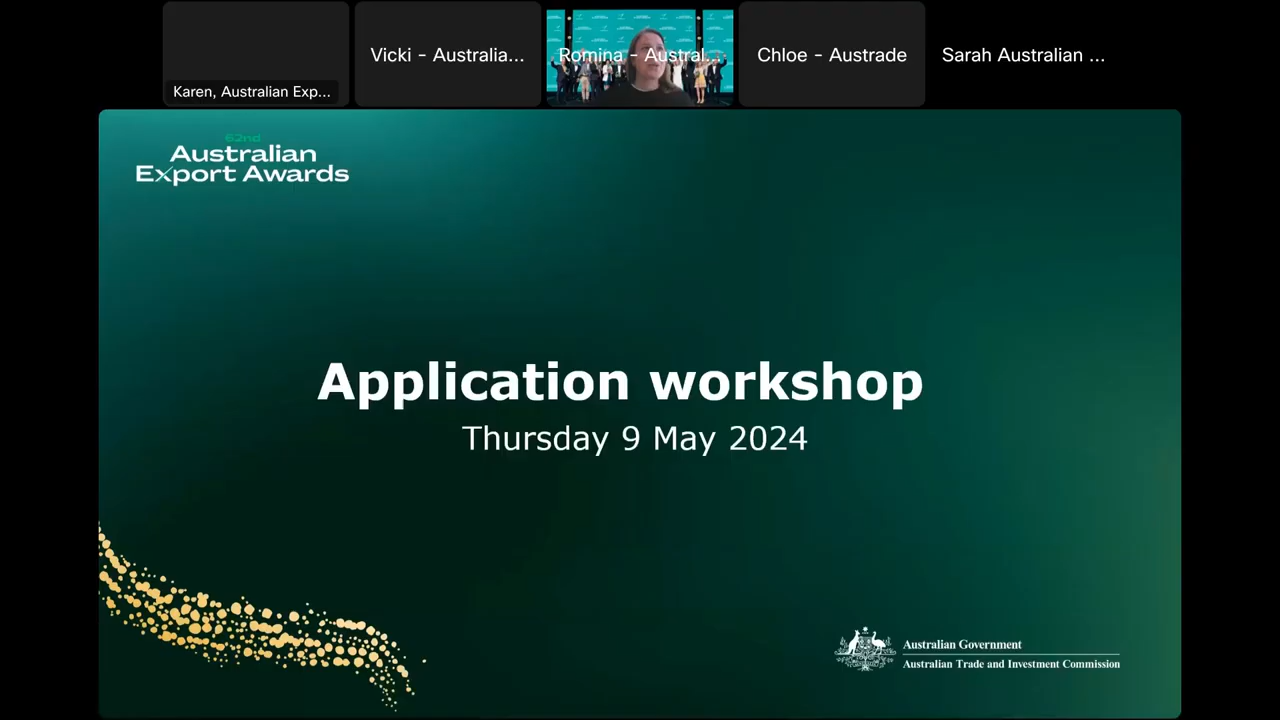 Karen, Australian Exp...
Vicki - Australia...
Romina - Austral...
Chloe - Austrade
Sarah Australian ...
62nd
Australian
Export Awards
Application workshop
Thursday 9 May 2024
Australian Government
Australian Trade and Investment Commission